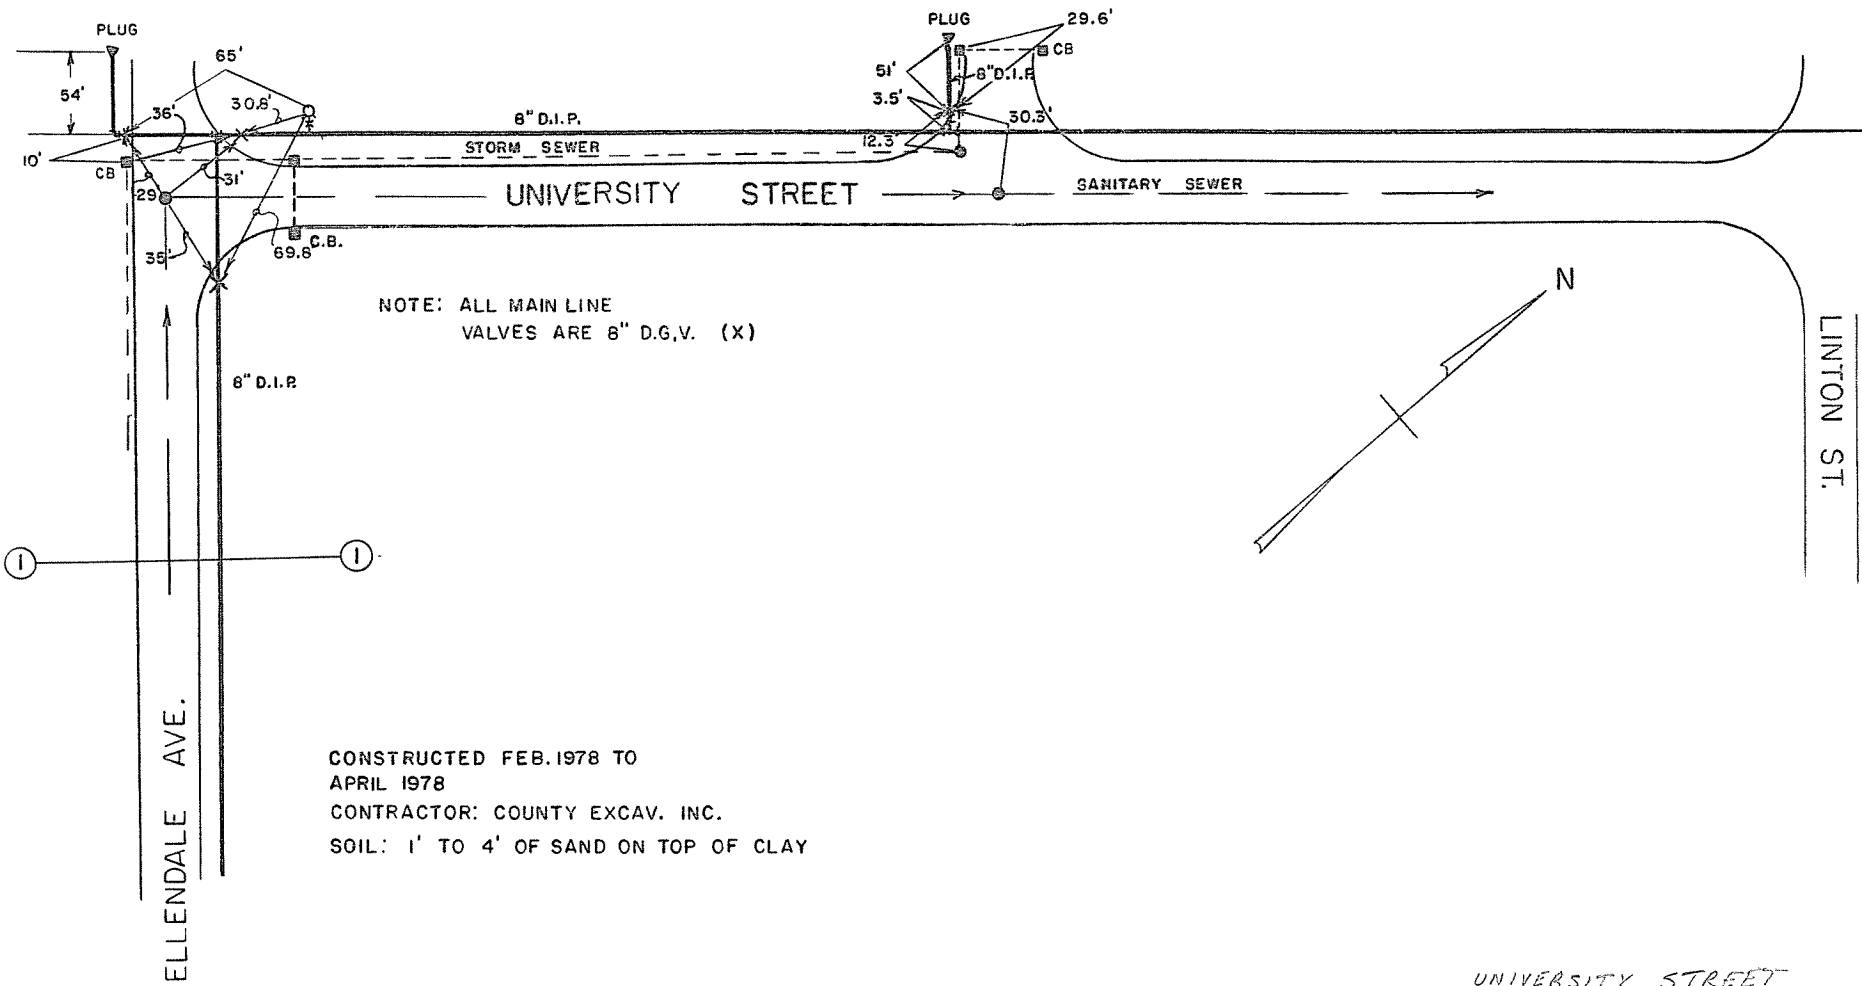 PLUG
PLUG
29.6'
CB
65'
54'
51'
8" D.I.P.
3.5'
36'
30.8'
8" D.I.P.
30.3'
10'
STORM SEWER
12.3'
CB
29
31'
UNIVERSITY STREET
SANITARY SEWER
C.B.
35'
69.8'
N
NOTE: ALL MAIN LINE
VALVES ARE 8" D.G.V. (X)
LINTON ST.
8" D.I.P.
1
1
ELLENDALE AVE.
CONSTRUCTED FEB. 1978 TO
APRIL 1978
CONTRACTOR: COUNTY EXCAV. INC.
SOIL: 1' TO 4' OF SAND ON TOP OF CLAY
UNIVERSITY STREET